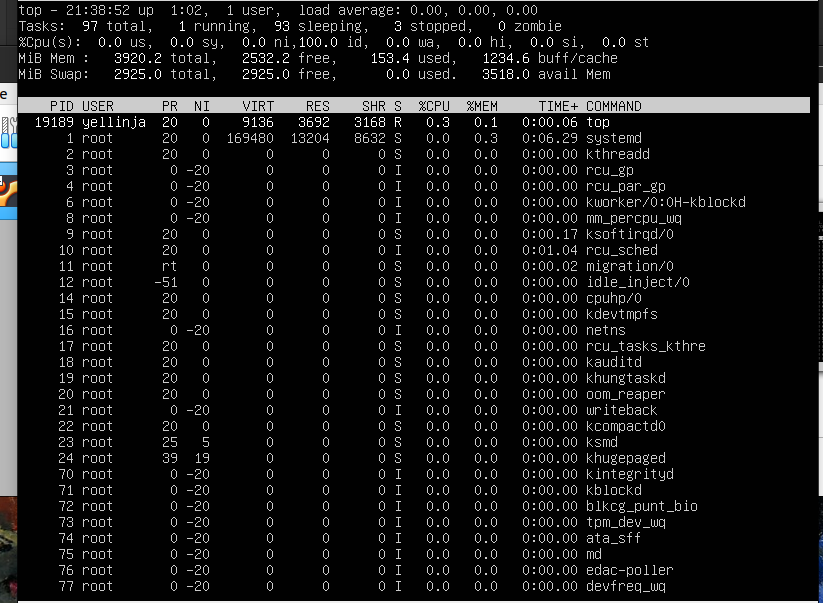 top - 21:38:52 up  1:02,  1 user,  load average: 0.00, 0.00, 0.00
Tasks:  97 total,   1 running,  93 sleeping,   3 stopped,   0 zombie
%Cpu(s):  0.0 us,  0.0 sy,  0.0 ni,100.0 id,  0.0 wa,  0.0 hi,  0.0 si,  0.0 st
MiB Mem :   3920.2 total,   2532.2 free,    153.4 used,   1234.6 buff/cache
MiB Swap:   2925.0 total,   2925.0 free,      0.0 used.   3518.0 avail Mem
e
PID USER      PR  NI    VIRT    RES    SHR S  %CPU  %MEM     TIME+ COMMAND
19189 yellinja  20   0    9136   3692   3168 R   0.3   0.1   0:00.06 top
1 root      20   0  169480  13204   8632 S   0.0   0.3   0:06.29 systemd
2 root      20   0       0      0      0 S   0.0   0.0   0:00.00 kthreadd
3 root       0 -20       0      0      0 I   0.0   0.0   0:00.00 rcu_gp
4 root       0 -20       0      0      0 I   0.0   0.0   0:00.00 rcu_par_gp
6 root       0 -20       0      0      0 I   0.0   0.0   0:00.00 kworker/0:0H-kblockd
8 root       0 -20       0      0      0 I   0.0   0.0   0:00.00 mm_percpu_wq
9 root      20   0       0      0      0 S   0.0   0.0   0:00.17 ksoftirqd/0
10 root      20   0       0      0      0 I   0.0   0.0   0:01.04 rcu_sched
11 root      rt   0       0      0      0 S   0.0   0.0   0:00.02 migration/0
12 root     -51   0       0      0      0 S   0.0   0.0   0:00.00 idle_inject/0
14 root      20   0       0      0      0 S   0.0   0.0   0:00.00 cpuhp/0
15 root      20   0       0      0      0 S   0.0   0.0   0:00.00 kdevtmpfs
16 root       0 -20       0      0      0 I   0.0   0.0   0:00.00 netns
17 root      20   0       0      0      0 S   0.0   0.0   0:00.00 rcu_tasks_kthre
18 root      20   0       0      0      0 S   0.0   0.0   0:00.00 kauditd
19 root      20   0       0      0      0 S   0.0   0.0   0:00.00 khungtaskd
20 root      20   0       0      0      0 S   0.0   0.0   0:00.00 oom_reaper
21 root       0 -20       0      0      0 I   0.0   0.0   0:00.00 writeback
22 root      20   0       0      0      0 S   0.0   0.0   0:00.00 kcompactd0
23 root      25   5       0      0      0 S   0.0   0.0   0:00.00 ksmd
24 root      39  19       0      0      0 S   0.0   0.0   0:00.00 khugepaged
70 root       0 -20       0      0      0 I   0.0   0.0   0:00.00 kintegrityd
71 root       0 -20       0      0      0 I   0.0   0.0   0:00.00 kblockd
72 root       0 -20       0      0      0 I   0.0   0.0   0:00.00 blkcg_punt_bio
73 root       0 -20       0      0      0 I   0.0   0.0   0:00.00 tpm_dev_wq
74 root       0 -20       0      0      0 I   0.0   0.0   0:00.00 ata_sff
75 root       0 -20       0      0      0 I   0.0   0.0   0:00.00 md
76 root       0 -20       0      0      0 I   0.0   0.0   0:00.00 edac-poller
77 root       0 -20       0      0      0 I   0.0   0.0   0:00.00 devfreq_wq